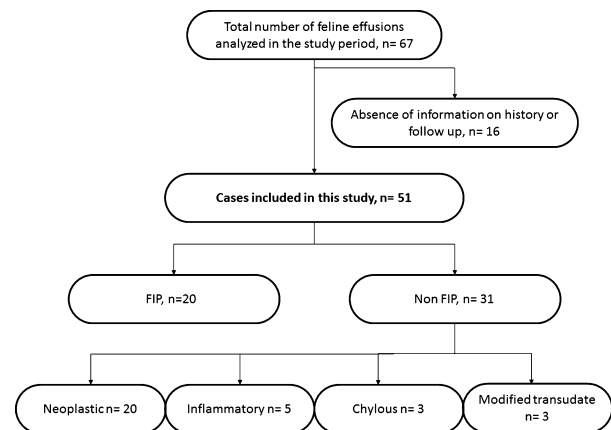 Total number of feline effusions
analyzed in the study period, n= 67
Absence of information on history or
follow up, n= 16
Cases included in this study, n= 51
FIP, n=20
Non FIP, n= 31
Neoplastic n= 20
Inflammatory n= 5
Chylous n= 3
Modified transudate
n= 3